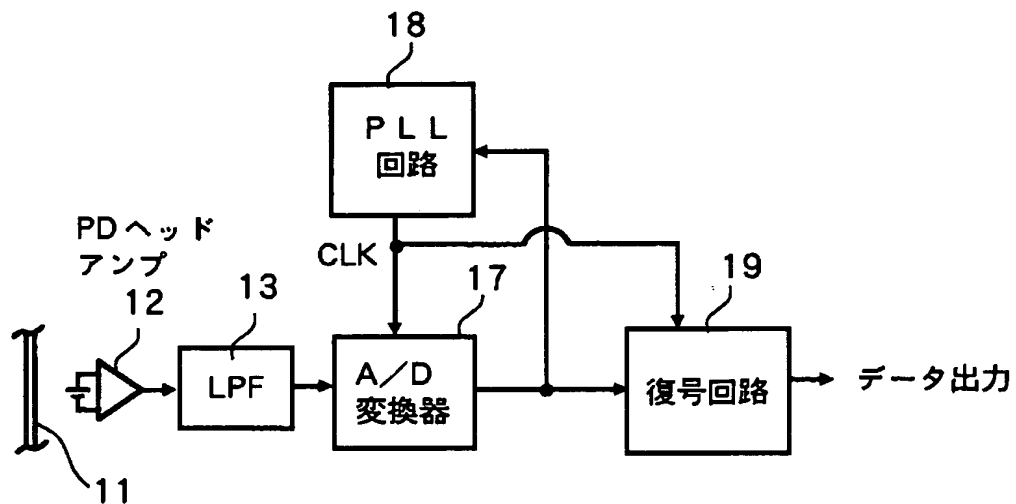 18
PLL
回路
PDヘッド
アンプ
CLK
12
13
17
19
LPF
A/D
変換器
復号回路
データ出力
11